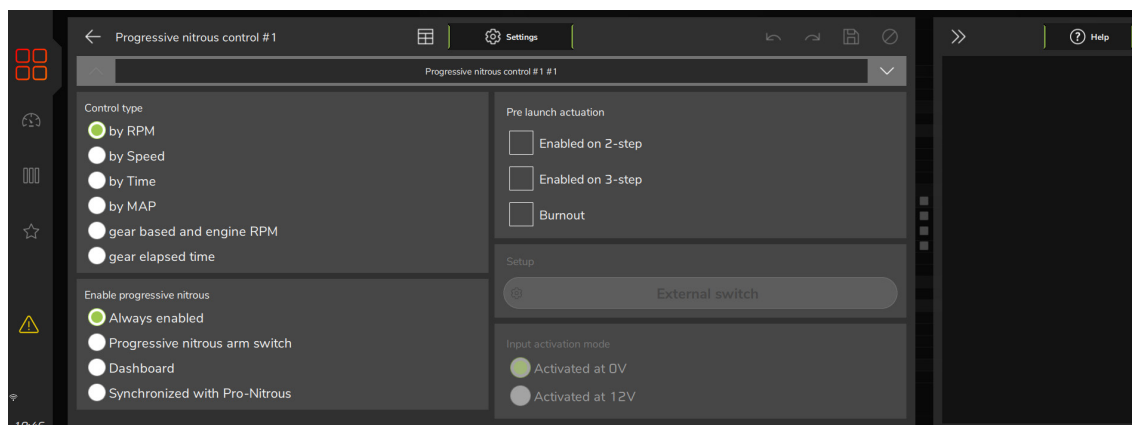 Progressive nitrous control #1
Settings
Help
Progressive nitrous control #1 #1
Control type
by RPM
by Speed
by Time
by MAP
gear based and engine RPM
gear elapsed time
Enable progressive nitrous
Always enabled
Progressive nitrous arm switch
Dashboard
Synchronized with Pro-Nitrous
Pre launch actuation
Enabled on 2-step
Enabled on 3-step
Burnout
Setup
External switch
Input activation mode
Activated at 0V
Activated at 12V